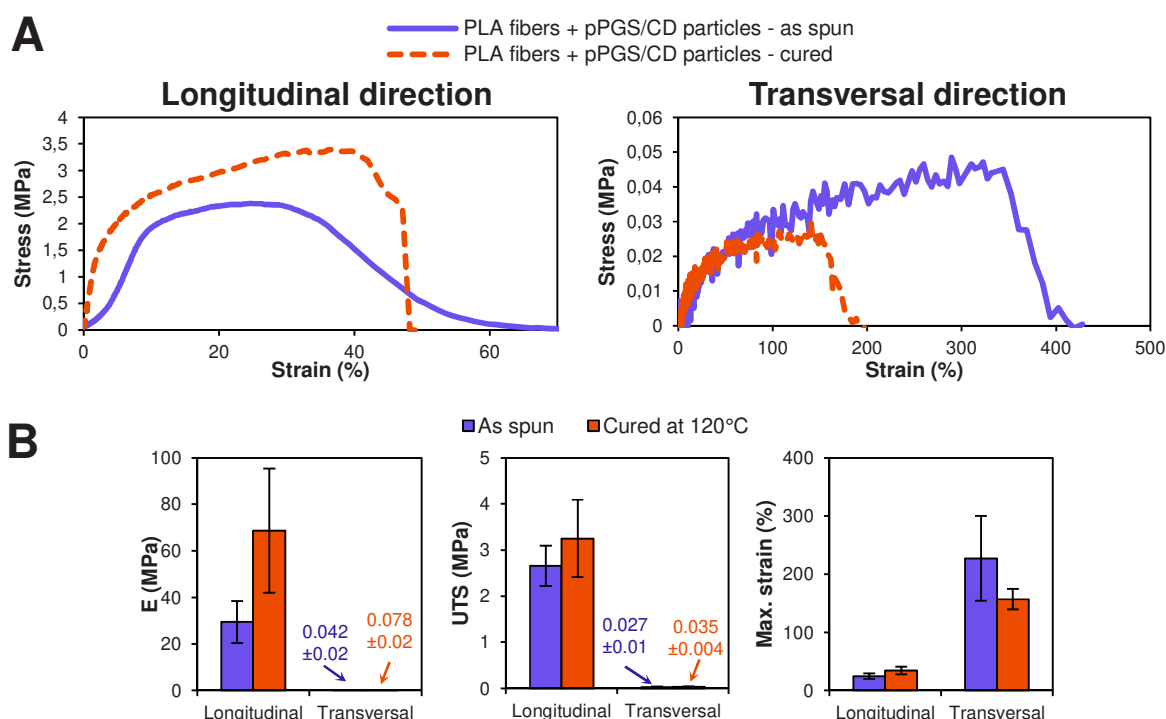 A
PLA fibers + pPGS/CD particles - as spun
PLA fibers + pPGS/CD particles - cured
Longitudinal direction
4
3,5
3
2,5
2
1,5
1
0,5
0
Stress (MPa)
0
20
40
60
Strain (%)
Transversal direction
0,06
0,05
0,04
0,03
0,02
0,01
0
Stress (MPa)
0
100
200
300
400
500
Strain (%)
B
As spun
Cured at 120°C
100
80
60
40
20
0
E (MPa)
0.042
±0.02
0.078
±0.02
Longitudinal
Transversal
5
4
3
2
1
0
UTS (MPa)
0.027
±0.01
0.035
±0.004
Longitudinal
Transversal
400
300
200
100
0
Max. strain (%)
Longitudinal
Transversal